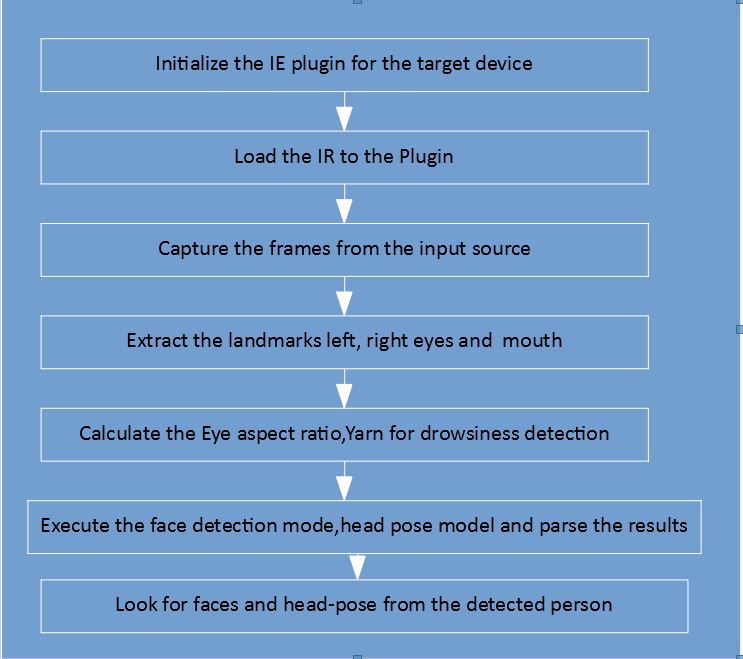 Initialize the IE plugin for the target device
Load the IR to the Plugin
Capture the frames from the input source
Extract the landmarks left, right eyes and  mouth
Calculate the Eye aspect ratio,Yarn for drowsiness detection
Execute the face detection mode,head pose model and parse the results
Look for faces and head-pose from the detected person